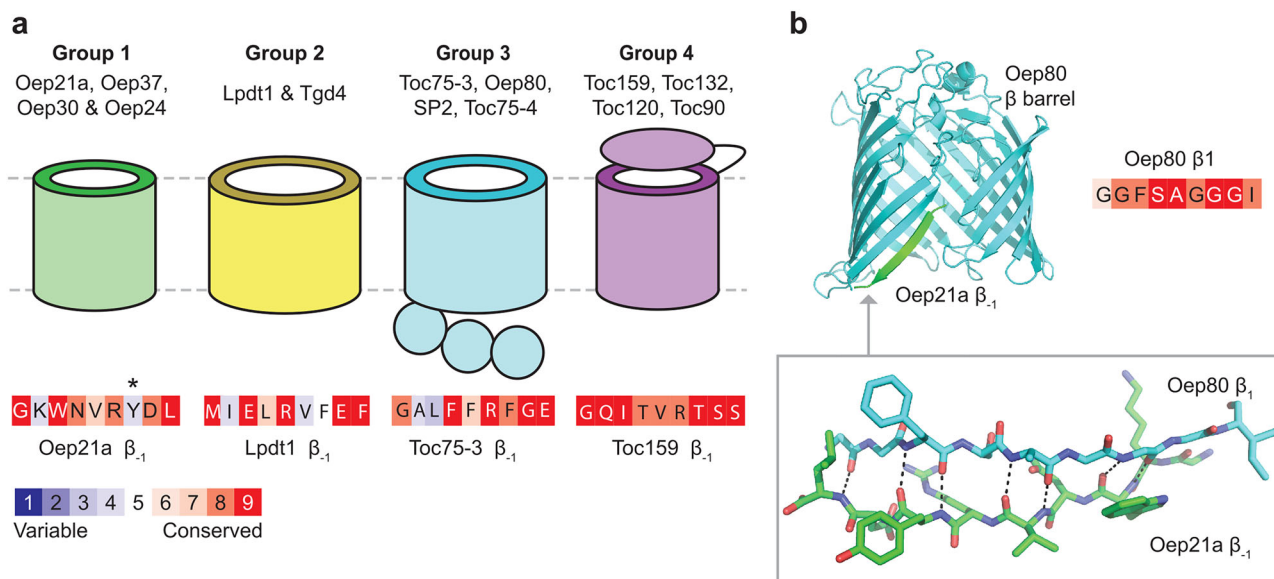 a
Group 1
Oep21a, Oep37,
Oep30 & Oep24
Group 2
Lpdt1 & Tgd4
Group 3
Toc75-3, Oep80,
SP2, Toc75-4
Group 4
Toc159, Toc132,
Toc120, Toc90
*
GKWNVRYDL
Oep21a β-1
MIELRVFEF
Lpdt1 β-1
GALFFRFGE
Toc75-3 β-1
GQITVRTSS
Toc159 β-1
1 2 3 4 5 6 7 8 9
Variable Conserved
b
Oep80
β barrel
Oep80 β1
GGFSAGGGI
Oep21a β-1
Oep80 β1
Oep21a β-1